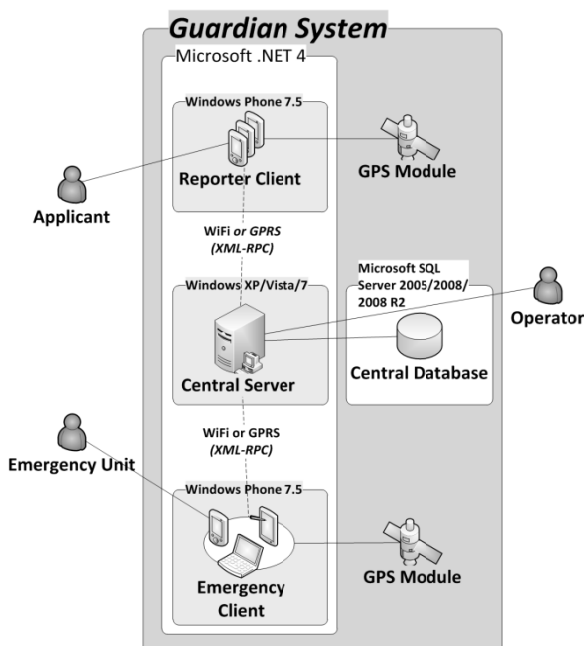 Guardian System
Microsoft .NET 4
Windows Phone 7.5
Reporter Client
GPS Module
Applicant
WiFi or GPRS
(XML-RPC)
Windows XP/Vista/7
Central Server
Microsoft SQL
Server 2005/2008/
2008 R2
Central Database
Operator
WiFi or GPRS
(XML-RPC)
Emergency Unit
Windows Phone 7.5
Emergency
Client
GPS Module